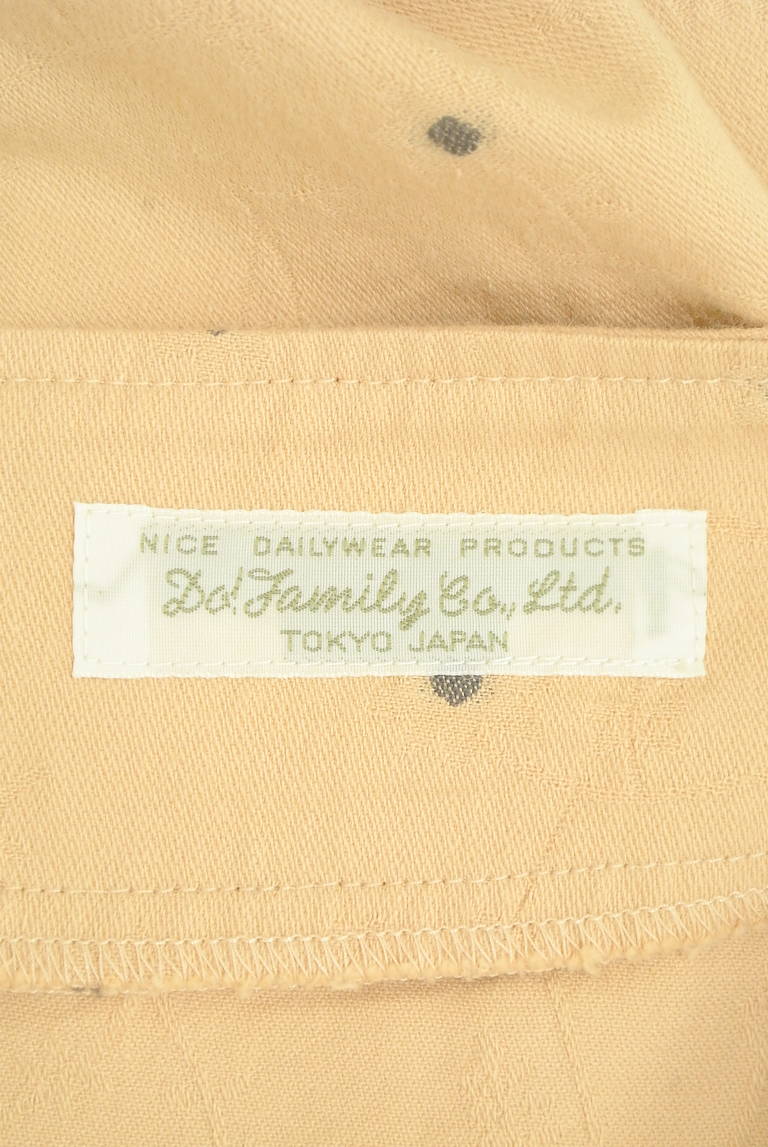 NICE DAILYWEAR PRODUCTS
Do! Family Co., Ltd.
TOKYO JAPAN